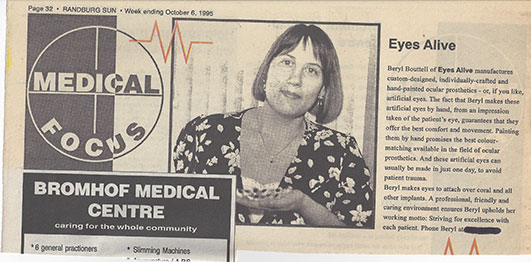 Page 32 • RANDBURG SUN • Week ending October 6, 1995
MEDICAL
FOCUS
BROMHOF MEDICAL
CENTRE
caring for the whole community
*6 general practioners
* Slimming Machines
Eyes Alive
Beryl Bouttell of Eyes Alive manufactures
custom-designed, individually-crafted and
hand-painted ocular prosthetics - or, if you like,
artificial eyes. The fact that Beryl makes these
artificial eyes by hand, from an impression
taken of the patient's eye, guarantees that they
offer the best comfort and movement. Painting
them by hand promises the best colour-
matching available in the field of ocular
prosthetics. And these artificial eyes can
usually be made in just one day, to avoid
patient trauma.
Beryl makes eyes to attach over coral and all
other implants. A professional, friendly and
caring environment ensures Beryl upholds her
working motto: Striving for excellence with
each patient. Phone Beryl at